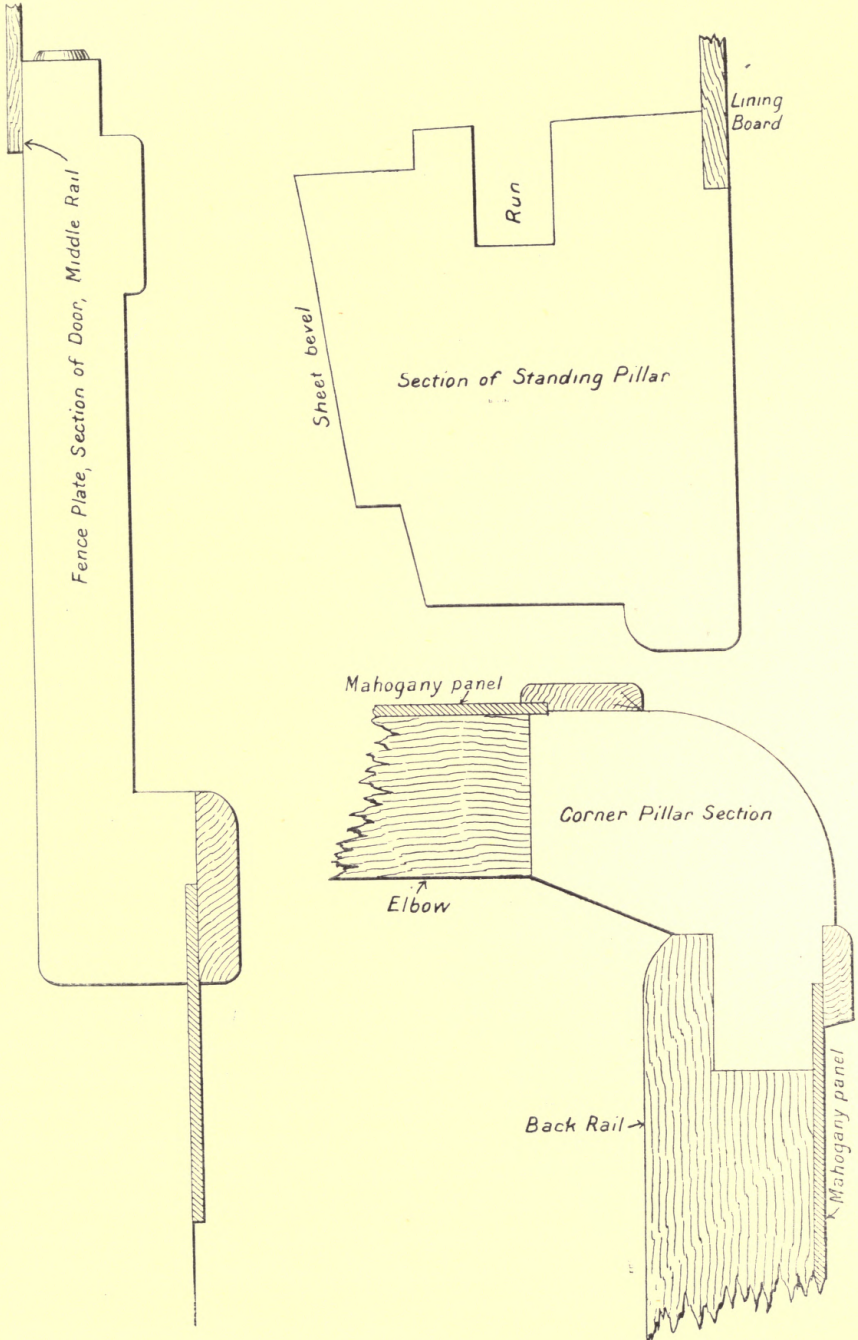 Fence Plate, Section of Door, Middle Rail
Lining
Board
Run
Sheet bevel
Section of Standing Pillar
Mahogany panel
Corner Pillar Section
Elbow
Back Rail
Mahogany panel